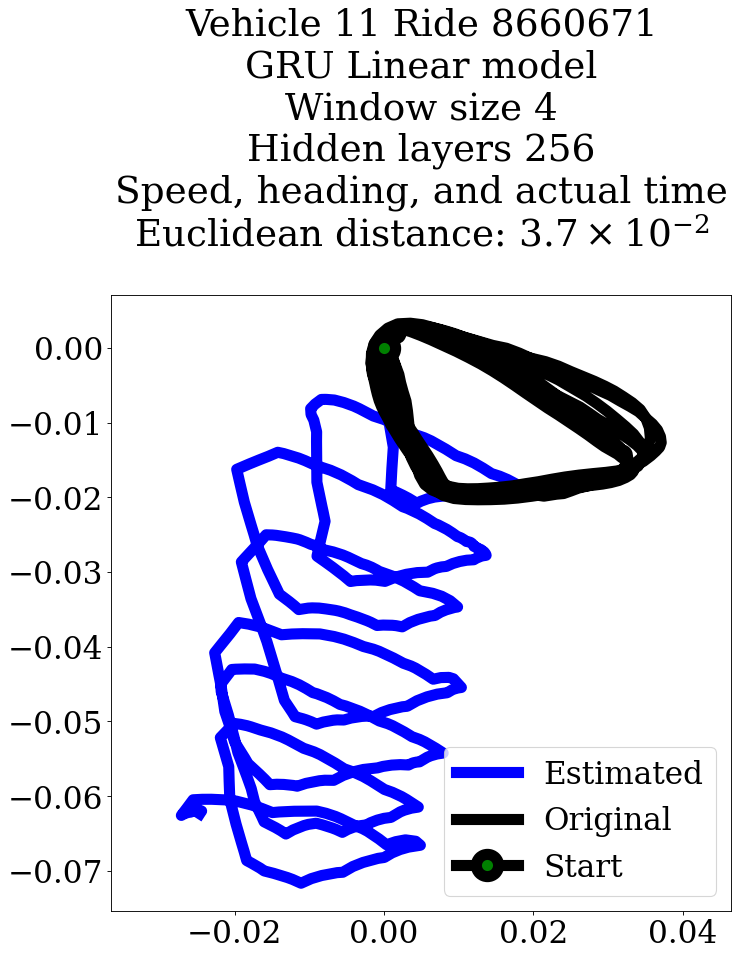 Vehicle 11 Ride 8660671
GRU Linear model
Window size 4
Hidden layers 256
Speed, heading, and actual time
Euclidean distance: 3.7 × 10⁻²
0.00
−0.01
−0.02
−0.03
−0.04
−0.05
−0.06
−0.07
Estimated
Original
Start
−0.02 0.00 0.02 0.04